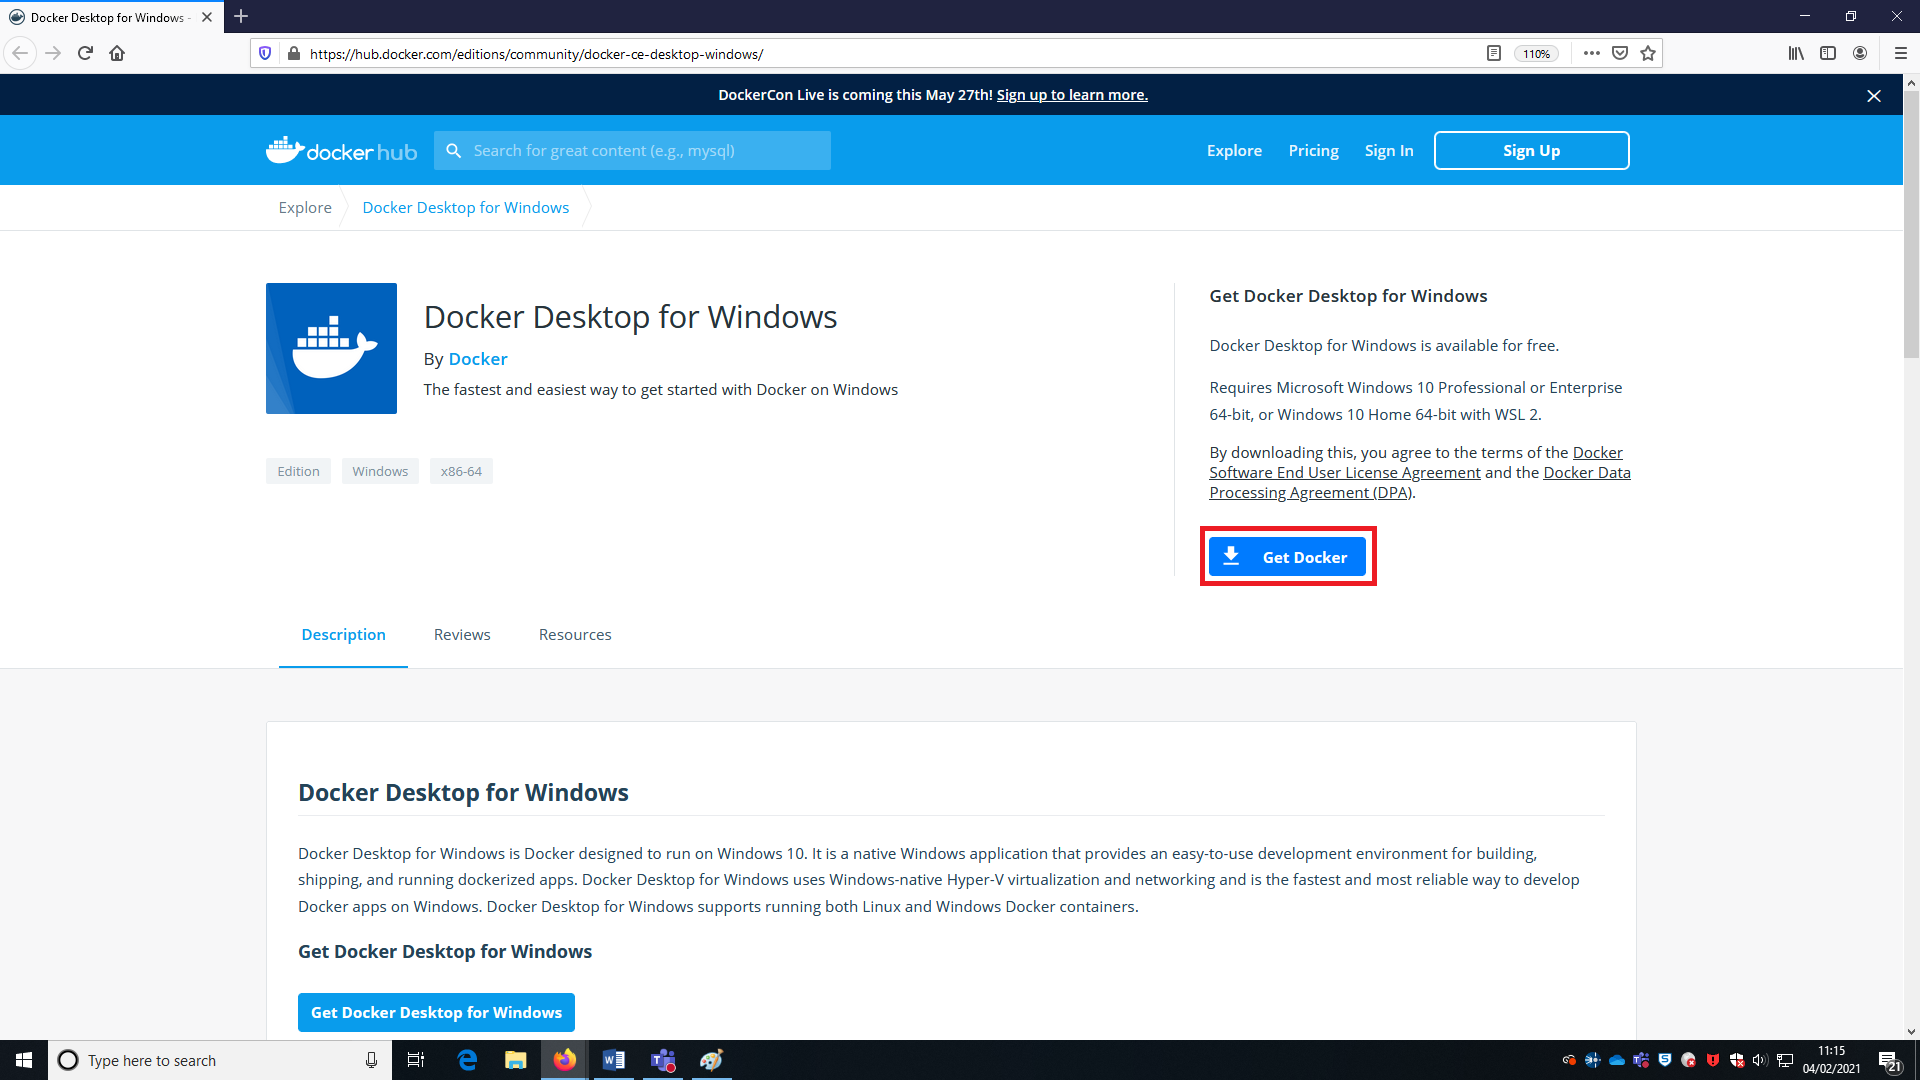 Docker Desktop for Windows -
https://hub.docker.com/editions/community/docker-ce-desktop-windows/
110%
DockerCon Live is coming this May 27th! Sign up to learn more.
docker hub
Search for great content (e.g., mysql)
Explore
Pricing
Sign In
Sign Up
Explore
Docker Desktop for Windows
Docker Desktop for Windows
By Docker
The fastest and easiest way to get started with Docker on Windows
Edition
Windows
x86-64
Get Docker Desktop for Windows
Docker Desktop for Windows is available for free.
Requires Microsoft Windows 10 Professional or Enterprise
64-bit, or Windows 10 Home 64-bit with WSL 2.
By downloading this, you agree to the terms of the Docker
Software End User License Agreement and the Docker Data
Processing Agreement (DPA).
Get Docker
Description
Reviews
Resources
Docker Desktop for Windows
Docker Desktop for Windows is Docker designed to run on Windows 10. It is a native Windows application that provides an easy-to-use development environment for building,
shipping, and running dockerized apps. Docker Desktop for Windows uses Windows-native Hyper-V virtualization and networking and is the fastest and most reliable way to develop
Docker apps on Windows. Docker Desktop for Windows supports running both Linux and Windows Docker containers.
Get Docker Desktop for Windows
Get Docker Desktop for Windows
Type here to search
11:15
04/02/2021
21